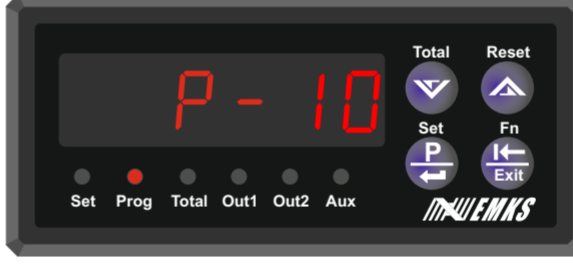 Total Reset
P - 10
Set Fn
P
Exit
Set Prog Total Out1 Out2 Aux
EMKS